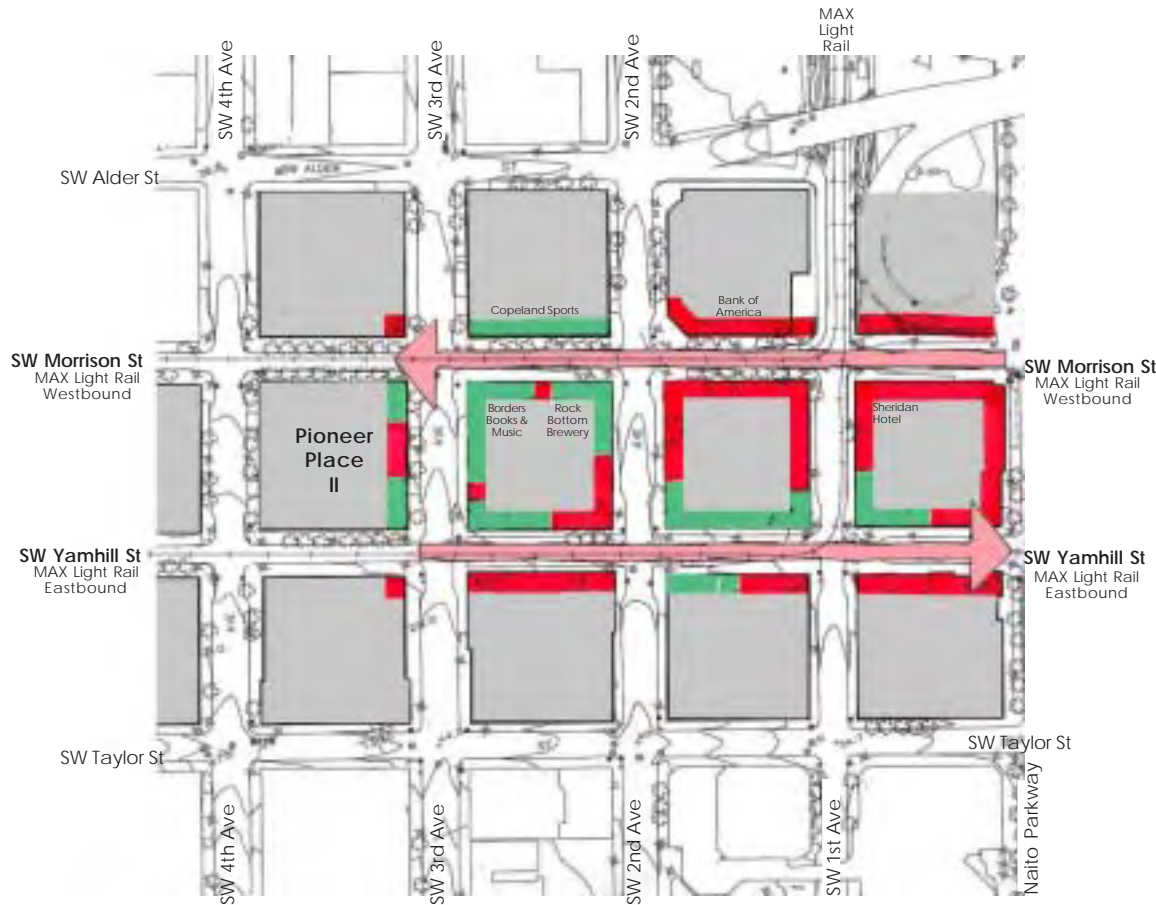 MAX
Light
Rail
SW 4th Ave
SW 3rd Ave
SW 2nd Ave
SW Alder St
SW ALDER
ST
Copeland Sports
Bank of
America
SW Morrison St
MAX Light Rail
Westbound
SW Morrison St
MAX Light Rail
Westbound
Pioneer
Place
II
Borders
Books &
Music
Rock
Bottom
Brewery
Sheridan
Hotel
SW Yamhill St
MAX Light Rail
Eastbound
SW Yamhill St
MAX Light Rail
Eastbound
SW Taylor St
SW Taylor St
SW 4th Ave
SW 3rd Ave
SW 2nd Ave
SW 1st Ave
Naito Parkway